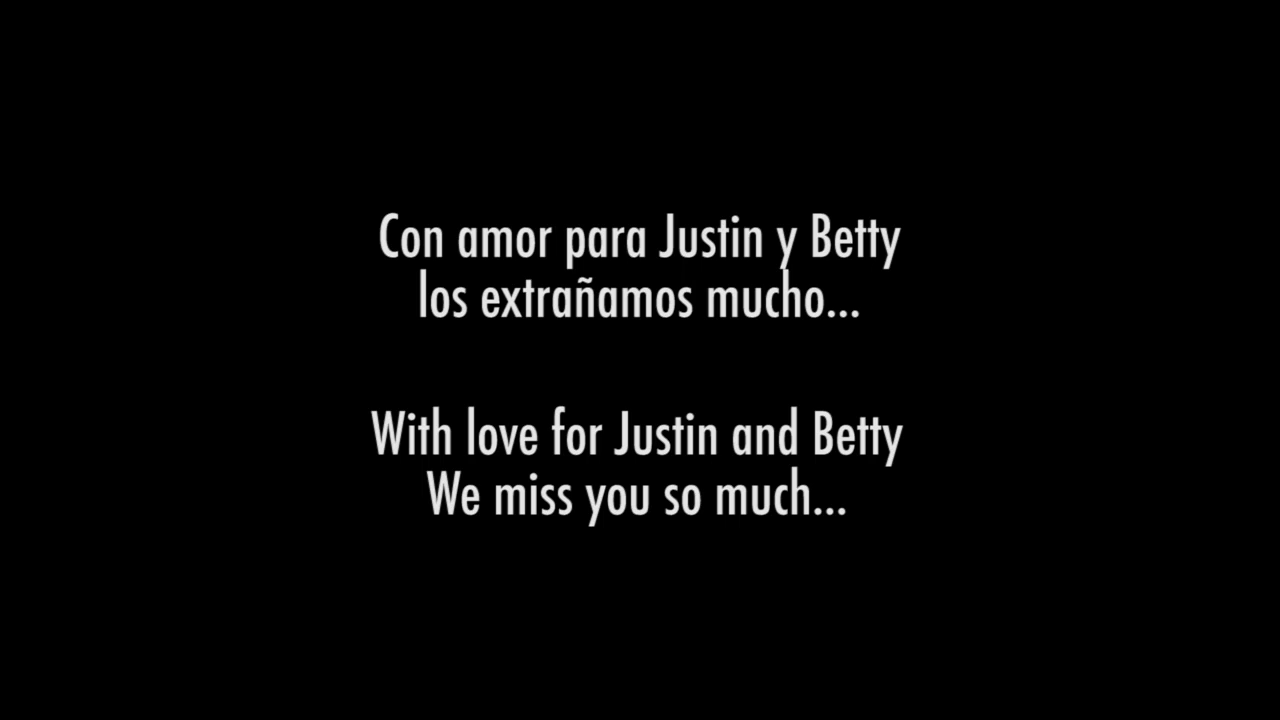 Con amor para Justin y Betty
los extrañamos mucho...
With love for Justin and Betty
We miss you so much...